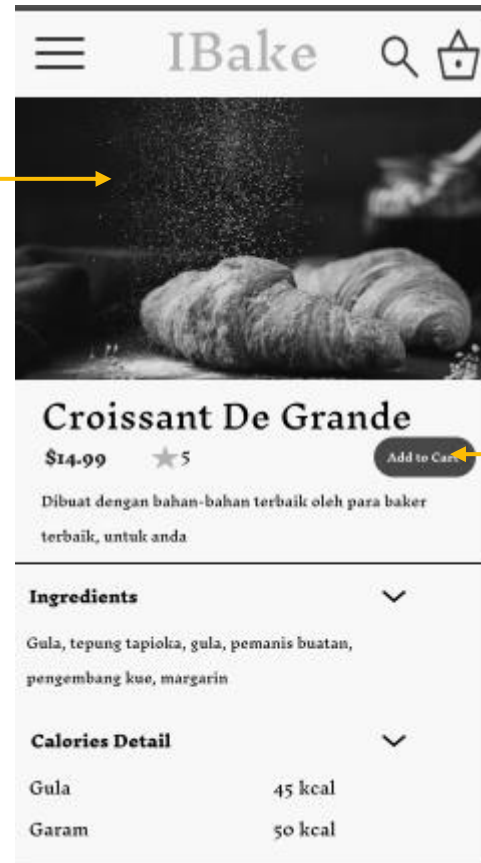 IBake
Croissant De Grande
$14.99 5
Add to Cart
Dibuat dengan bahan-bahan terbaik oleh para baker
terbaik, untuk anda
Ingredients
Gula, tepung tapioka, gula, pemanis buatan,
pengembang kue, margarin
Calories Detail
Gula 45 kcal
Garam 50 kcal